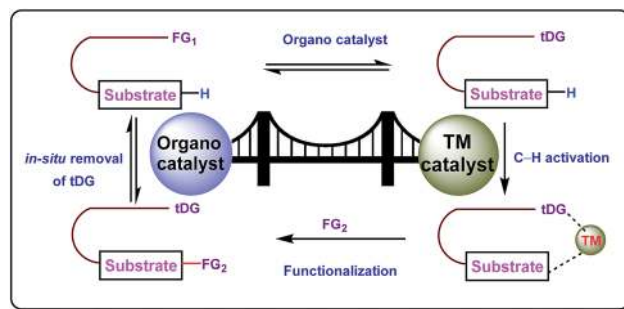 FG1
Organo catalyst
tDG
Substrate
H
Substrate
H
in-situ removal
of tDG
Organo
catalyst
TM
catalyst
C–H activation
tDG
FG2
tDG
TM
Substrate
FG2
Functionalization
Substrate